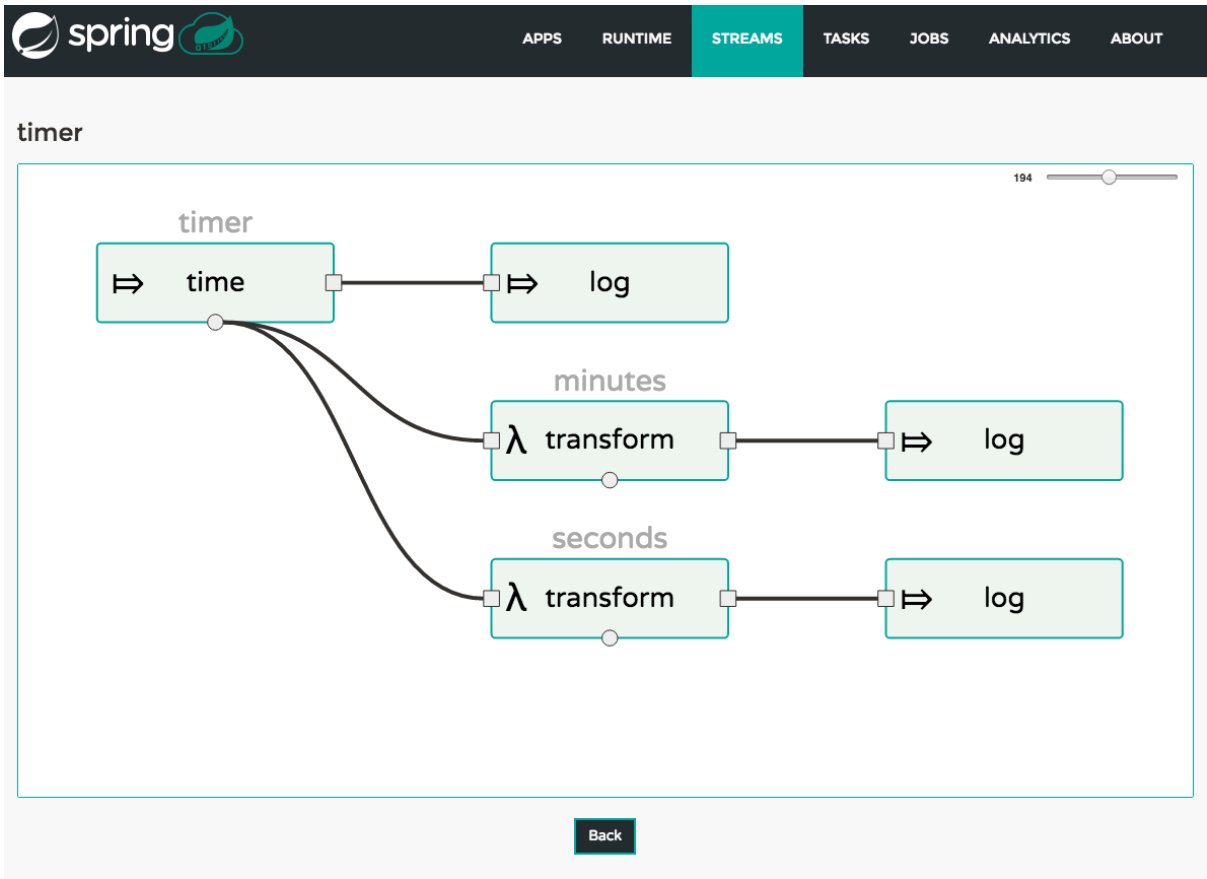 spring
APPS RUNTIME STREAMS TASKS JOBS ANALYTICS ABOUT
timer
194
timer
time
log
minutes
λ transform
log
seconds
λ transform
log
Back